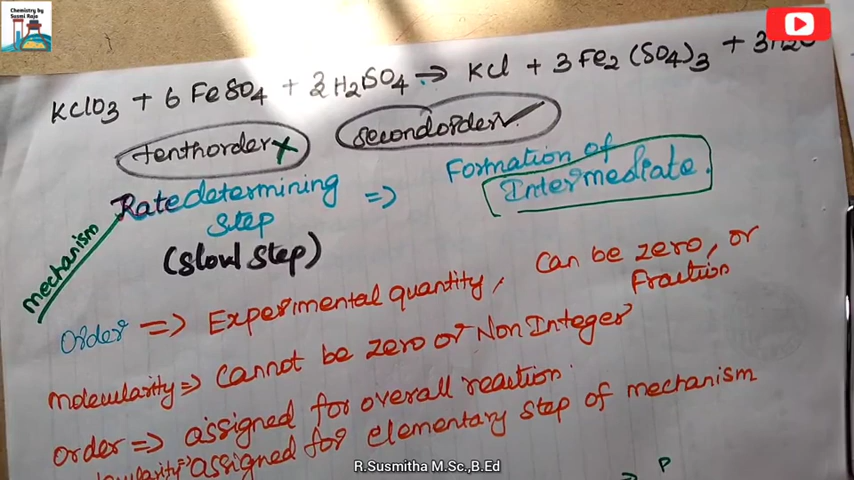 Chemistry by
Susmi Raja
KClO3 + 6 FeSO4 + 3 H2SO4 → KCl + 3 Fe2 (SO4)3 + 3H2O
tenthorder x secondorder ✓
Formation of
Intermediate.
Ratedetermining
step
(slow step)
=>
mechanism
Order => Experimental quantity, can be zero, or
Fraction
Molecularity => cannot be zero or Non Integer
Order => assigned for overall reaction.
assigned for elementary step of mechanism
R.Susmitha M.Sc.,B.Ed
→ P